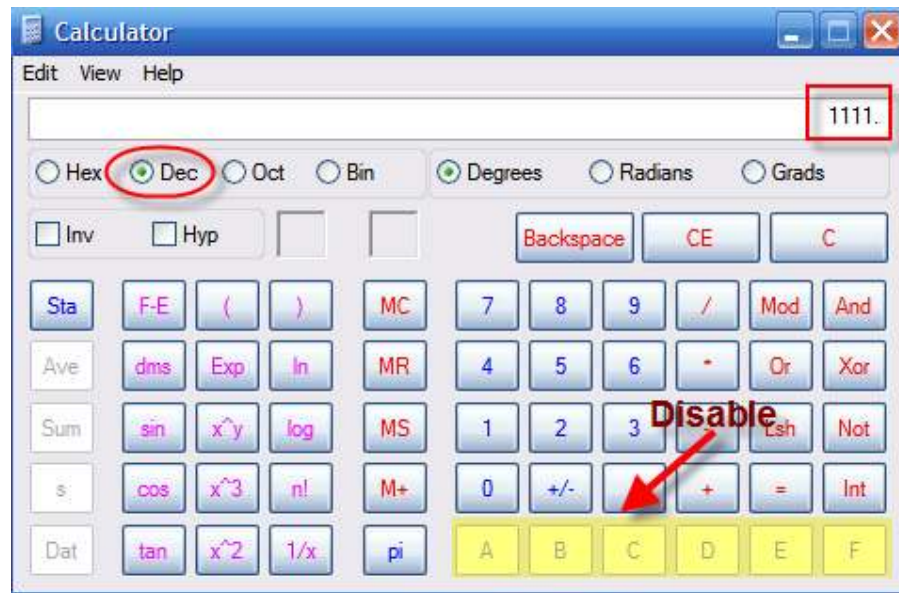 Calculator
Edit View Help
1111.
Hex Dec Oct Bin Degrees Radians Grads
Inv Hyp Backspace CE C
Sta F-E ( ) MC 7 8 9 / Mod And
Ave dms Exp ln MR 4 5 6 * Or Xor
Sum sin x^y log MS 1 2 3 Lsh Not
Disable
s cos x^3 n! M+ 0 +/- + = Int
Dat tan x^2 1/x pi A B C D E F